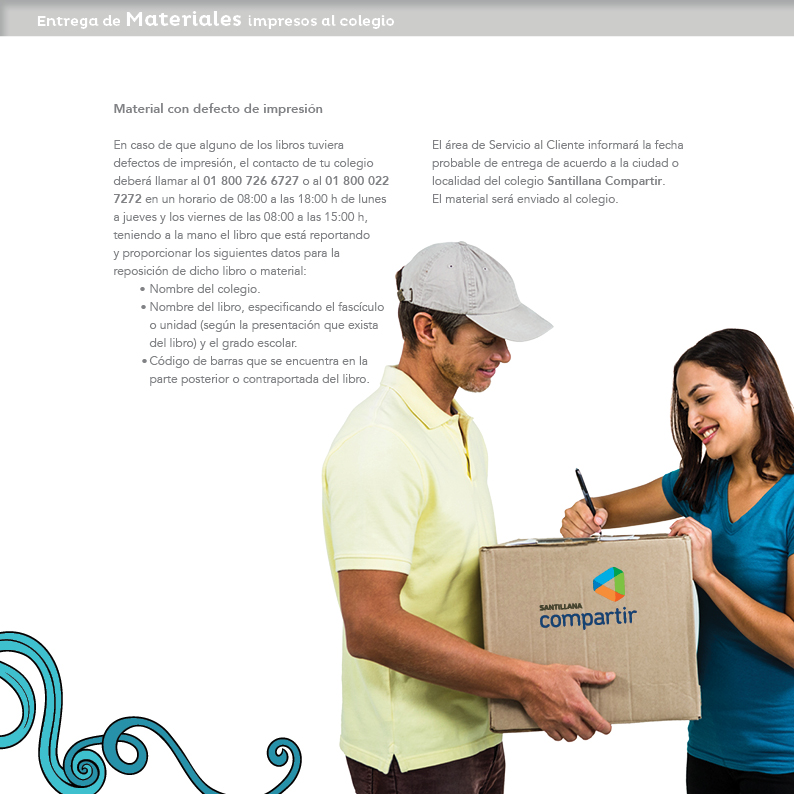 Entrega de Materiales impresos al colegio
Material con defecto de impresión
En caso de que alguno de los libros tuviera
defectos de impresión, el contacto de tu colegio
deberá llamar al 01 800 726 6727 o al 01 800 022
7272 en un horario de 08:00 a las 18:00 h de lunes
a jueves y los viernes de las 08:00 a las 15:00 h,
teniendo a la mano el libro que está reportando
y proporcionar los siguientes datos para la
reposición de dicho libro o material:
• Nombre del colegio.
• Nombre del libro, especificando el fascículo
o unidad (según la presentación que exista
del libro) y el grado escolar.
• Código de barras que se encuentra en la
parte posterior o contraportada del libro.
El área de Servicio al Cliente informará la fecha
probable de entrega de acuerdo a la ciudad o
localidad del colegio Santillana Compartir.
El material será enviado al colegio.
SANTILLANA
compartir